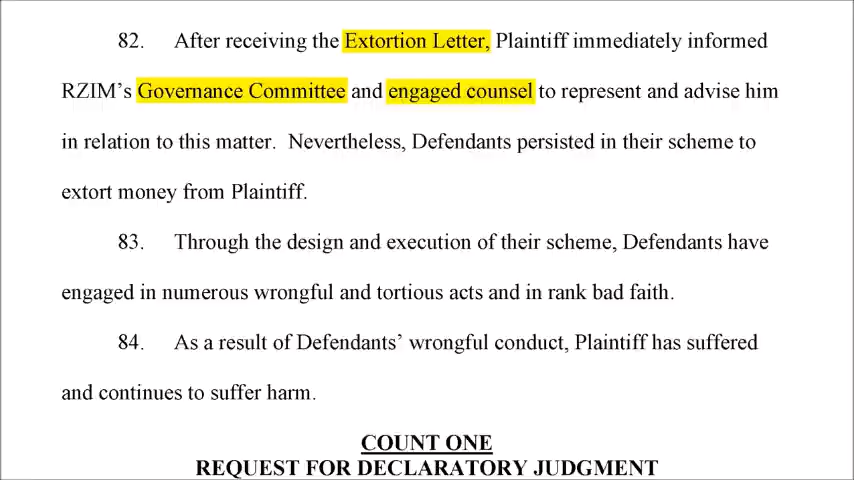 82. After receiving the Extortion Letter, Plaintiff immediately informed
RZIM’s Governance Committee and engaged counsel to represent and advise him
in relation to this matter. Nevertheless, Defendants persisted in their scheme to
extort money from Plaintiff.
83. Through the design and execution of their scheme, Defendants have
engaged in numerous wrongful and tortious acts and in rank bad faith.
84. As a result of Defendants’ wrongful conduct, Plaintiff has suffered
and continues to suffer harm.
COUNT ONE
REQUEST FOR DECLARATORY JUDGMENT